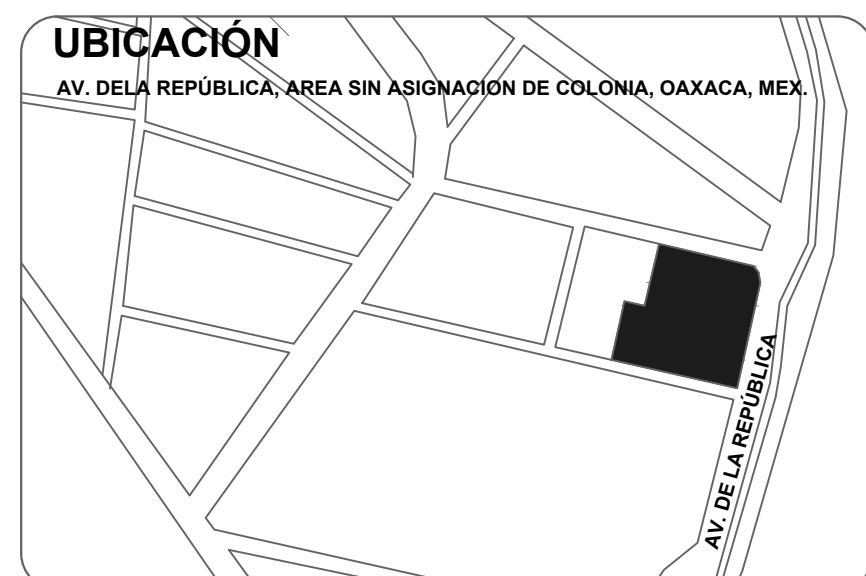 UBICACIÓN
AV. DELA REPÚBLICA, AREA SIN ASIGNACION DE COLONIA, OAXACA, MEX.
AV. DE LA REPÚBLICA